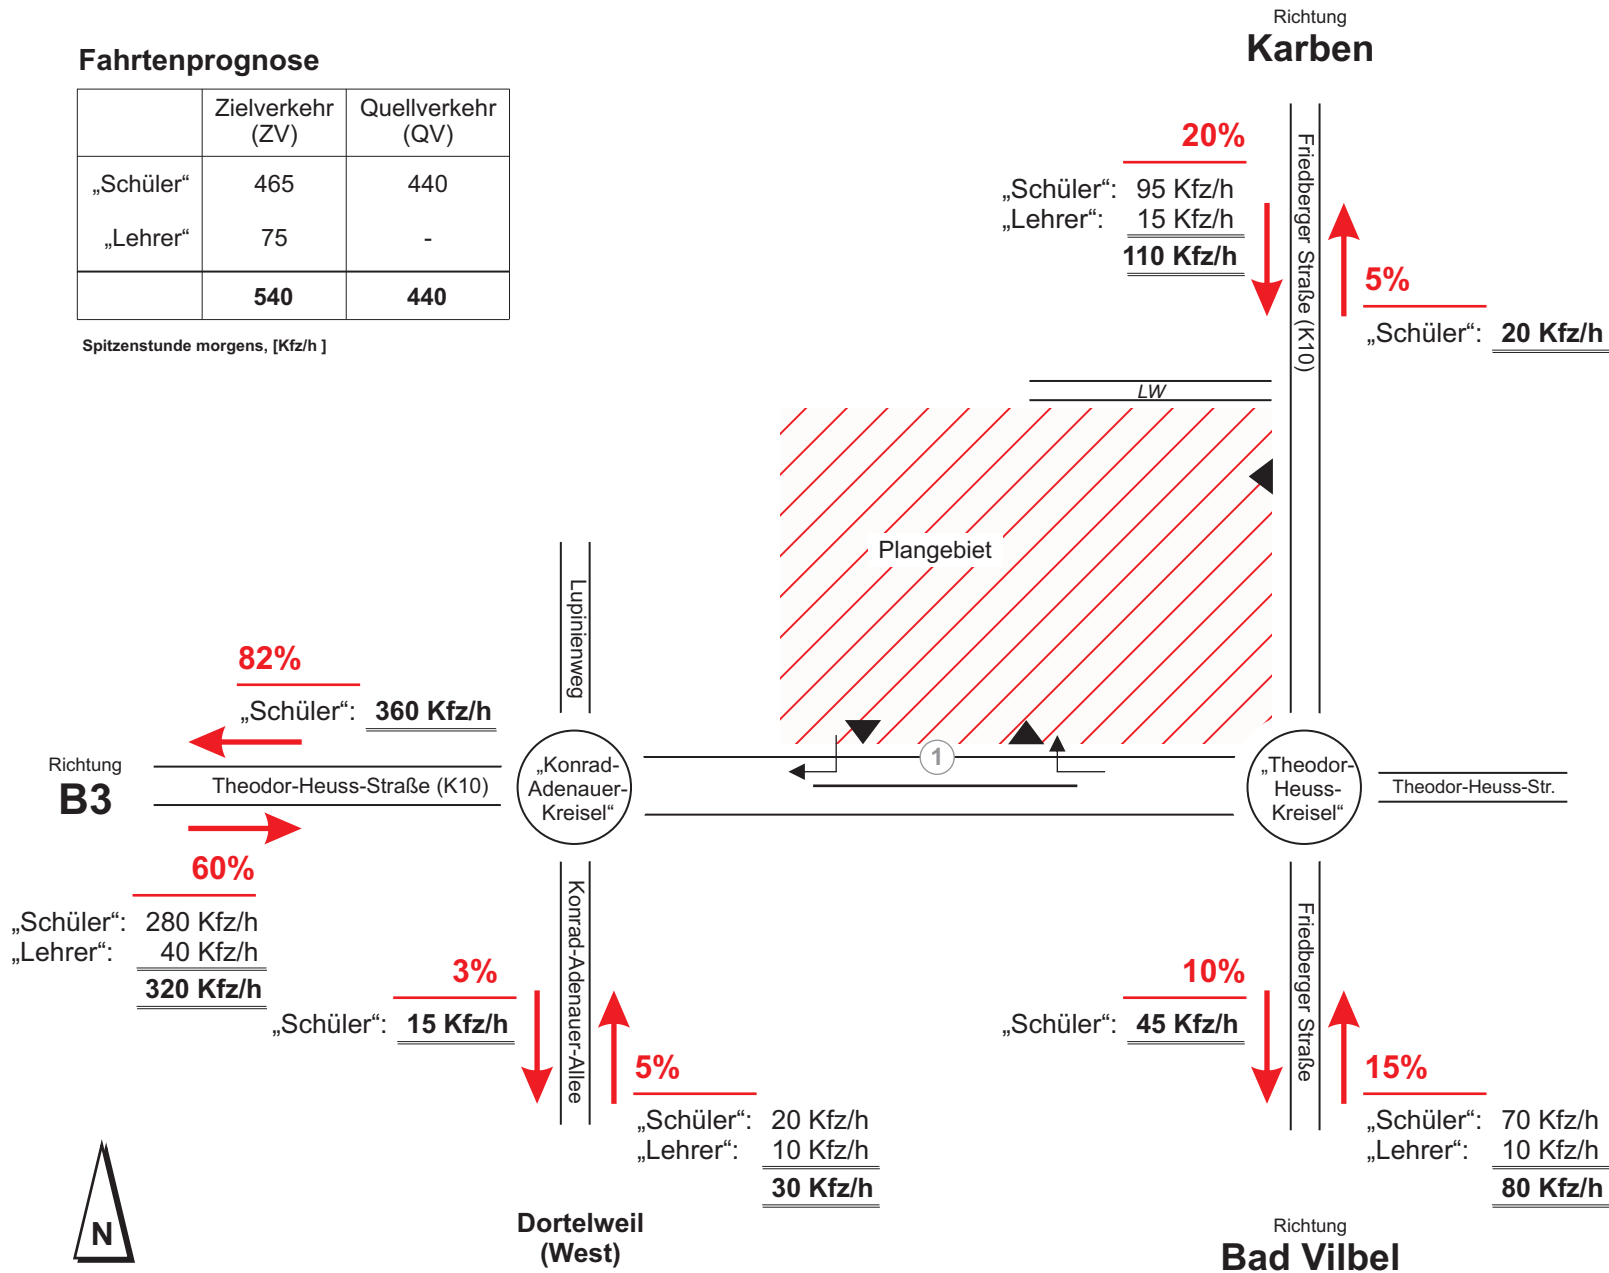 Richtung
Karben
Fahrtenprognose
Zielverkehr (ZV)
Quellverkehr (QV)
„Schüler“ 465 440
„Lehrer“ 75 -
540 440
Spitzenstunde morgens, [Kfz/h ]
20%
„Schüler“: 95 Kfz/h
„Lehrer“: 15 Kfz/h
110 Kfz/h
Friedberger Straße (K10)
5%
„Schüler“: 20 Kfz/h
LW
Plangebiet
Lupinienweg
82%
„Schüler“: 360 Kfz/h
Richtung
B3
Theodor-Heuss-Straße (K10)
„Konrad-
Adenauer-
Kreisel“
1
„Theodor-
Heuss-
Kreisel“
Theodor-Heuss-Str.
60%
„Schüler“: 280 Kfz/h
„Lehrer“: 40 Kfz/h
320 Kfz/h
Konrad-Adenauer-Allee
3%
„Schüler“: 15 Kfz/h
5%
„Schüler“: 20 Kfz/h
„Lehrer“: 10 Kfz/h
30 Kfz/h
Friedberger Straße
10%
„Schüler“: 45 Kfz/h
15%
„Schüler“: 70 Kfz/h
„Lehrer“: 10 Kfz/h
80 Kfz/h
N
Dortelweil
(West)
Richtung
Bad Vilbel